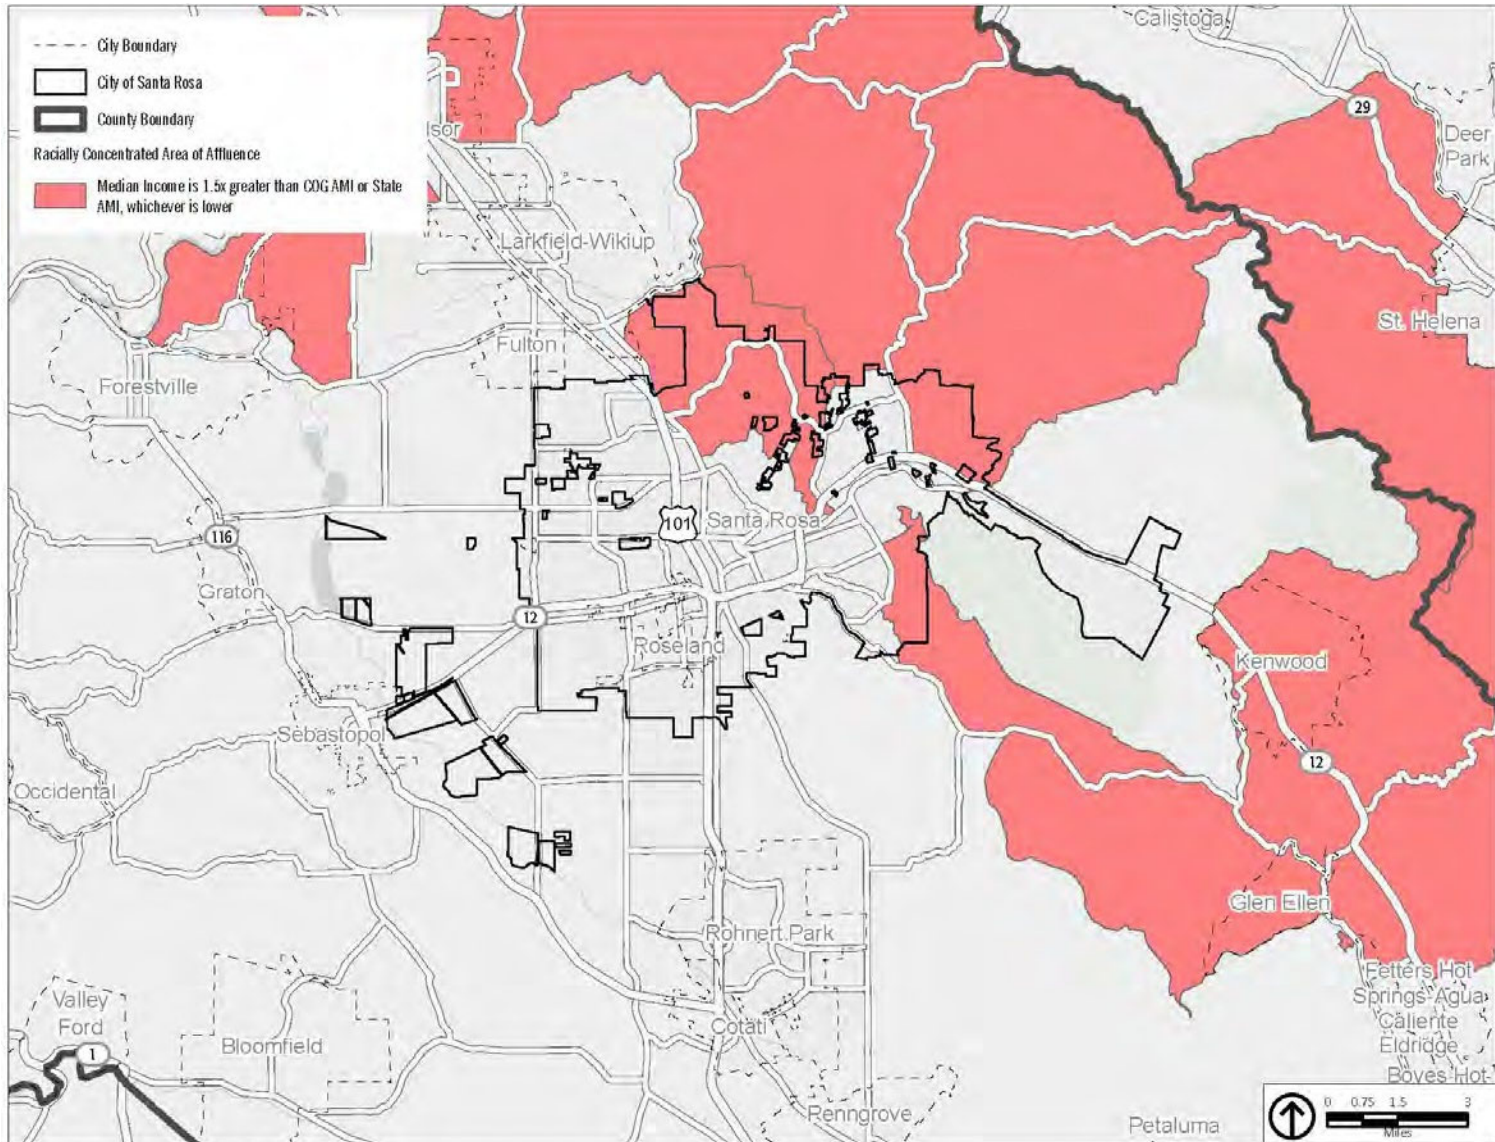 City Boundary
City of Santa Rosa
County Boundary
Racially Concentrated Area of Affluence
Median Income is 1.5x greater than COG AMI or State
AMI, whichever is lower
Calistoga
29
Deer
Park
sor
Larkfield-Wikiup
St. Helena
Fulton
Forestville
101
Santa Rosa
116
Graton
12
Roseland
Kenwood
Sebastopol
12
Occidental
Glen Ellen
Rohnert Park
Fetters Hot
Springs-Agua
Caliente
Eldridge
Boyes Hot
Valley
Ford
1
Bloomfield
Cotati
Penngrove
Petaluma
0 0.75 1.5 3
Miles